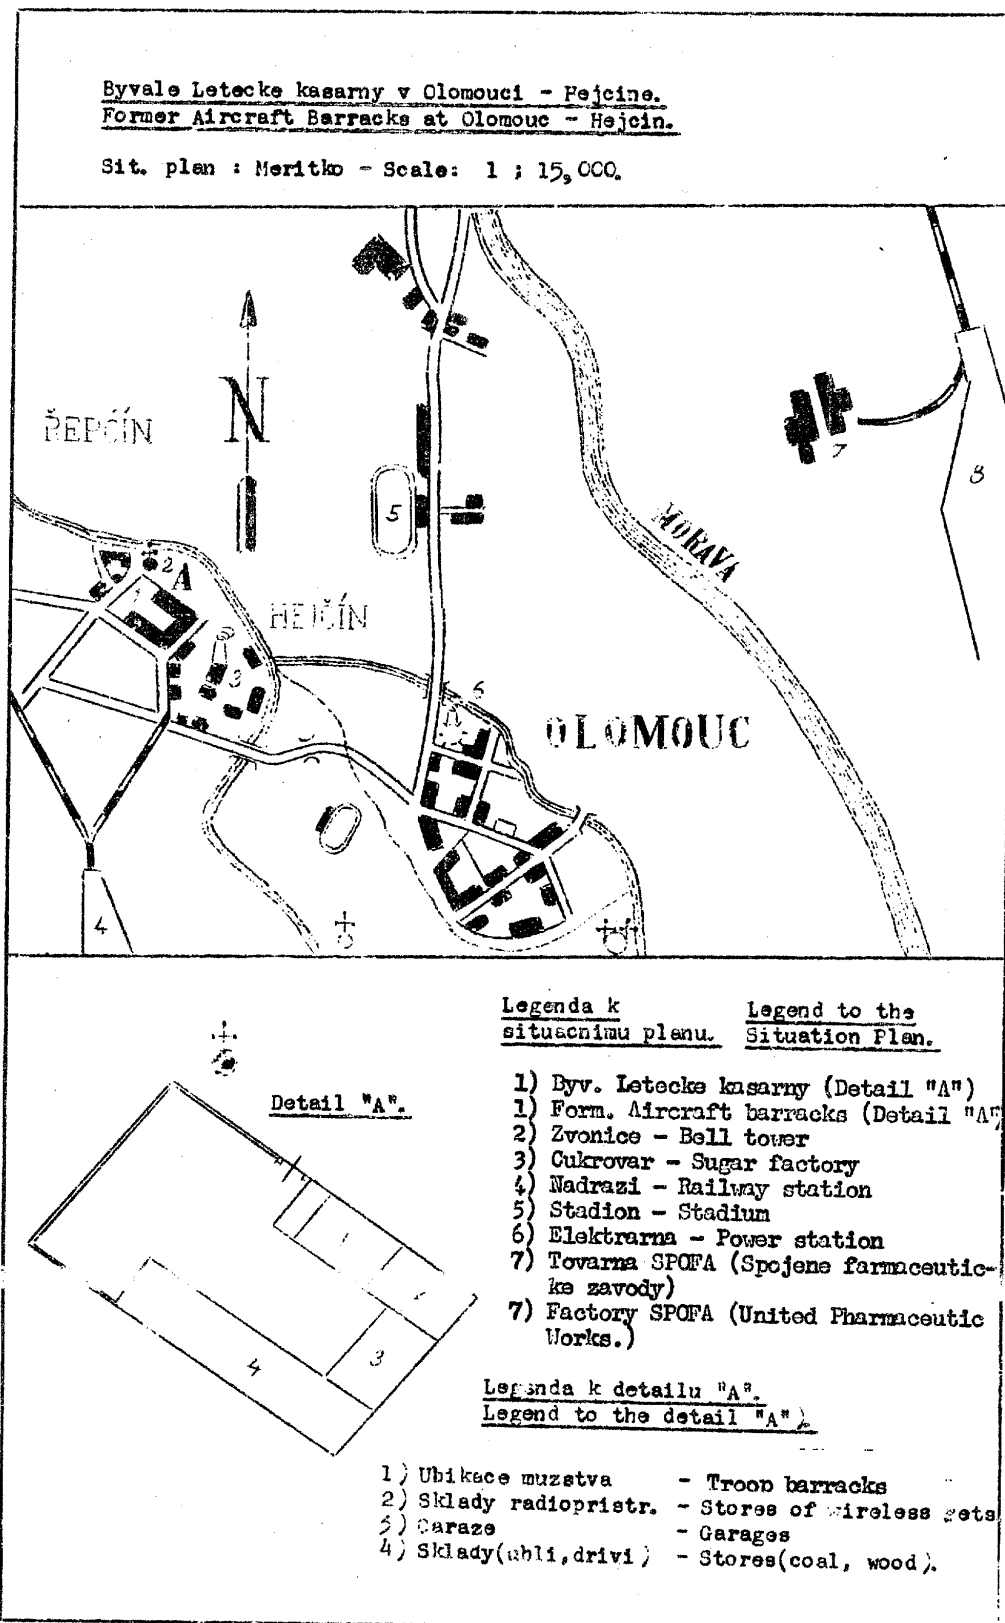 Byvale Letecke kasarny v Olomouci - Hejcine.
Former Aircraft Barracks at Olomouc - Hejcin.
Sit. plan : Meritko - Scale: 1 ; 15,000.
ŘEPČÍN
N
5
7
8
MORAVA
2
A
1
HEJČÍN
3
6
OLOMOUC
4
Legenda k
situacnimu planu.
Legend to the
Situation Plan.
Detail "A".
1) Byv. Letecke kasarny (Detail "A")
1) Form. Aircraft barracks (Detail "A"
2) Zvonice - Bell tower
3) Cukrovar - Sugar factory
4) Nadrazi - Railway station
5) Stadion - Stadium
6) Elektrarna - Power station
7) Tovarna SPOFA (Spojene farmaceutic-
ke zavody)
7) Factory SPOFA (United Pharmaceutic
Works.)
1
2
3
4
Legenda k detailu "A".
Legend to the detail "A").
1) Ubikace muzstva - Troop barracks
2) Sklady radiopristr. - Stores of wireless sets
3) Garaze - Garages
4) Sklady(uhli,drivi) - Stores(coal, wood).